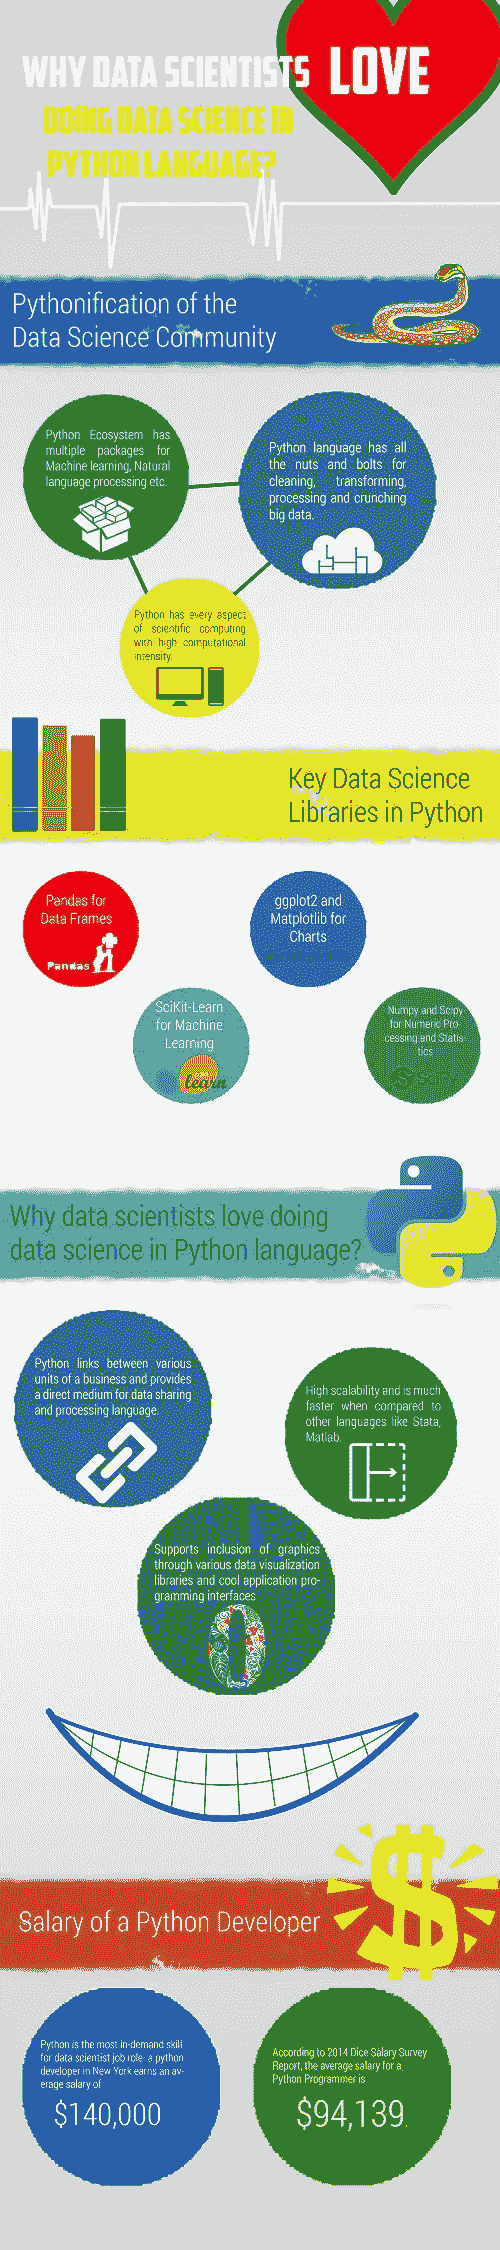 WHY DATA SCIENTISTS LOVE
DOING DATA SCIENCE IN
PYTHON LANGUAGE?
Pythonification of the
Data Science Community
Python Ecosystem has
multiple packages for
Machine learning, Natural
language processing etc.
Python language has all
the nuts and bolts for
cleaning, transforming,
processing and crunching
big data.
Python has every aspect
of scientific computing
with high computational
intensity.
Key Data Science
Libraries in Python
Pandas for
Data Frames
Pandas
ggplot2 and
Matplotlib for
Charts
SciKit-Learn
for Machine
Learning
learn
Numpy and Scipy
for Numeric Pro
cessing and Statis-
tics
SciPy
Why data scientists love doing
data science in Python language?
Python links between various
units of a business and provides
a direct medium for data sharing
and processing language.
High scalability and is much
faster when compared to
other languages like Stata,
Matlab.
Supports inclusion of graphics
through various data visualization
libraries and cool application pro-
gramming interfaces
Salary of a Python Developer
Python is the most in-demand skill
for data scientist job role- a python
developer in New York earns an av-
erage salary of
$140,000
According to 2014 Dice Salary Survey
Report, the average salary for a
Python Programmer is
$94,139.